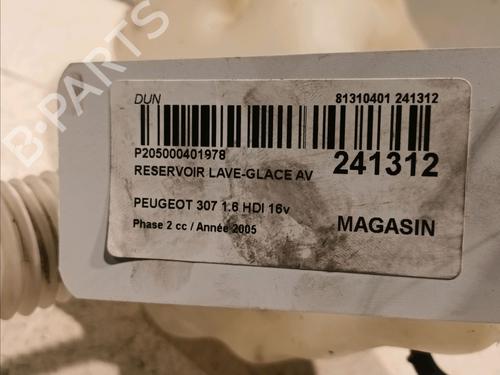 DUN
81310401 241312
P205000401978
241312
RESERVOIR LAVE-GLACE AV
PEUGEOT 307 1.6 HDI 16v
MAGASIN
Phase 2 cc / Année 2005
B-PARTS